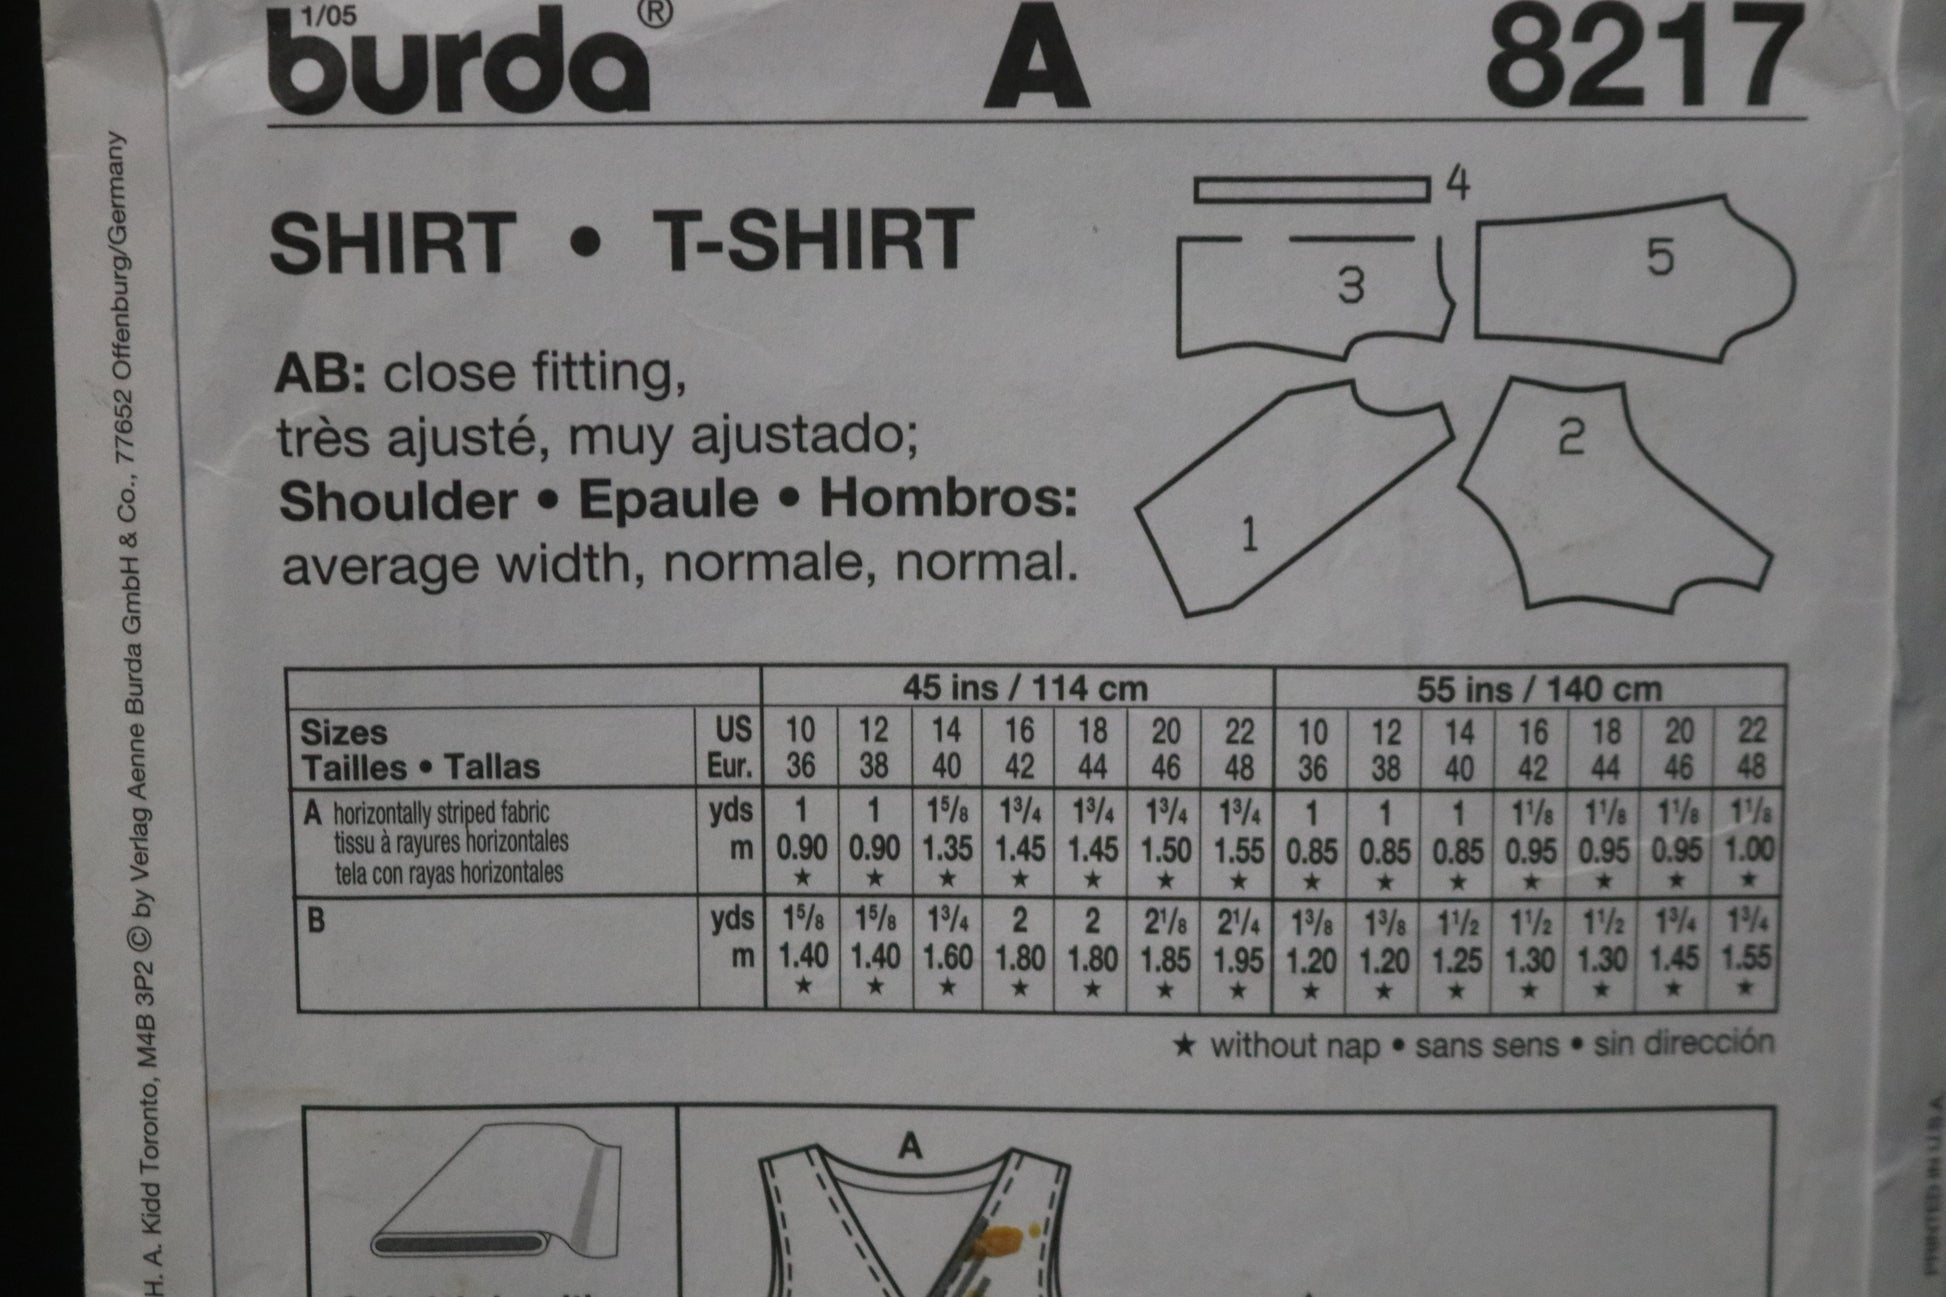 1/05
burda®
A
8217
SHIRT • T-SHIRT
4
5
3
2
1
AB: close fitting,
très ajusté, muy ajustado;
Shoulder • Epaule • Hombros:
average width, normale, normal.
45 ins / 114 cm 55 ins / 140 cm
Sizes US 10 12 14 16 18 20 22 10 12 14 16 18 20 22
Tailles • Tallas Eur. 36 38 40 42 44 46 48 36 38 40 42 44 46 48
A horizontally striped fabric yds 1 1 1⁵/₈ 1³/₄ 1³/₄ 1³/₄ 1³/₄ 1 1 1 1¹/₈ 1¹/₈ 1¹/₈ 1¹/₈
tissu à rayures horizontales m 0.90 0.90 1.35 1.45 1.45 1.50 1.55 0.85 0.85 0.85 0.95 0.95 0.95 1.00
tela con rayas horizontales ★ ★ ★ ★ ★ ★ ★ ★ ★ ★ ★ ★ ★ ★
B yds 1⁵/₈ 1⁵/₈ 1³/₄ 2 2 2¹/₈ 2¹/₄ 1³/₈ 1³/₈ 1¹/₂ 1¹/₂ 1¹/₂ 1³/₄ 1³/₄
m 1.40 1.40 1.60 1.80 1.80 1.85 1.95 1.20 1.20 1.25 1.30 1.30 1.45 1.55
★ ★ ★ ★ ★ ★ ★ ★ ★ ★ ★ ★ ★ ★
★ without nap • sans sens • sin dirección
A
H. A. Kidd Toronto, M4B 3P2 © by Verlag Aenne Burda GmbH & Co., 77652 Offenburg/Germany
PRINTED IN U.S.A.